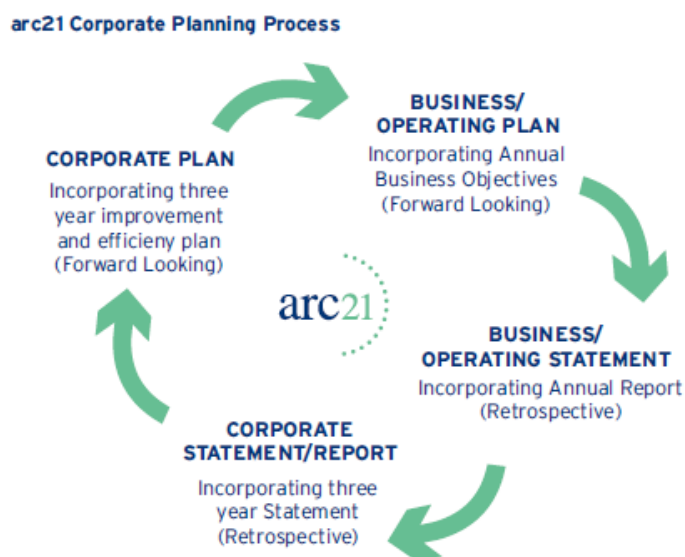 arc21 Corporate Planning Process
BUSINESS/
OPERATING PLAN
Incorporating Annual
Business Objectives
(Forward Looking)
BUSINESS/
OPERATING STATEMENT
Incorporating Annual Report
(Retrospective)
CORPORATE
STATEMENT/REPORT
Incorporating three
year Statement
(Retrospective)
CORPORATE PLAN
Incorporating three
year improvement
and efficieny plan
(Forward Looking)
arc21